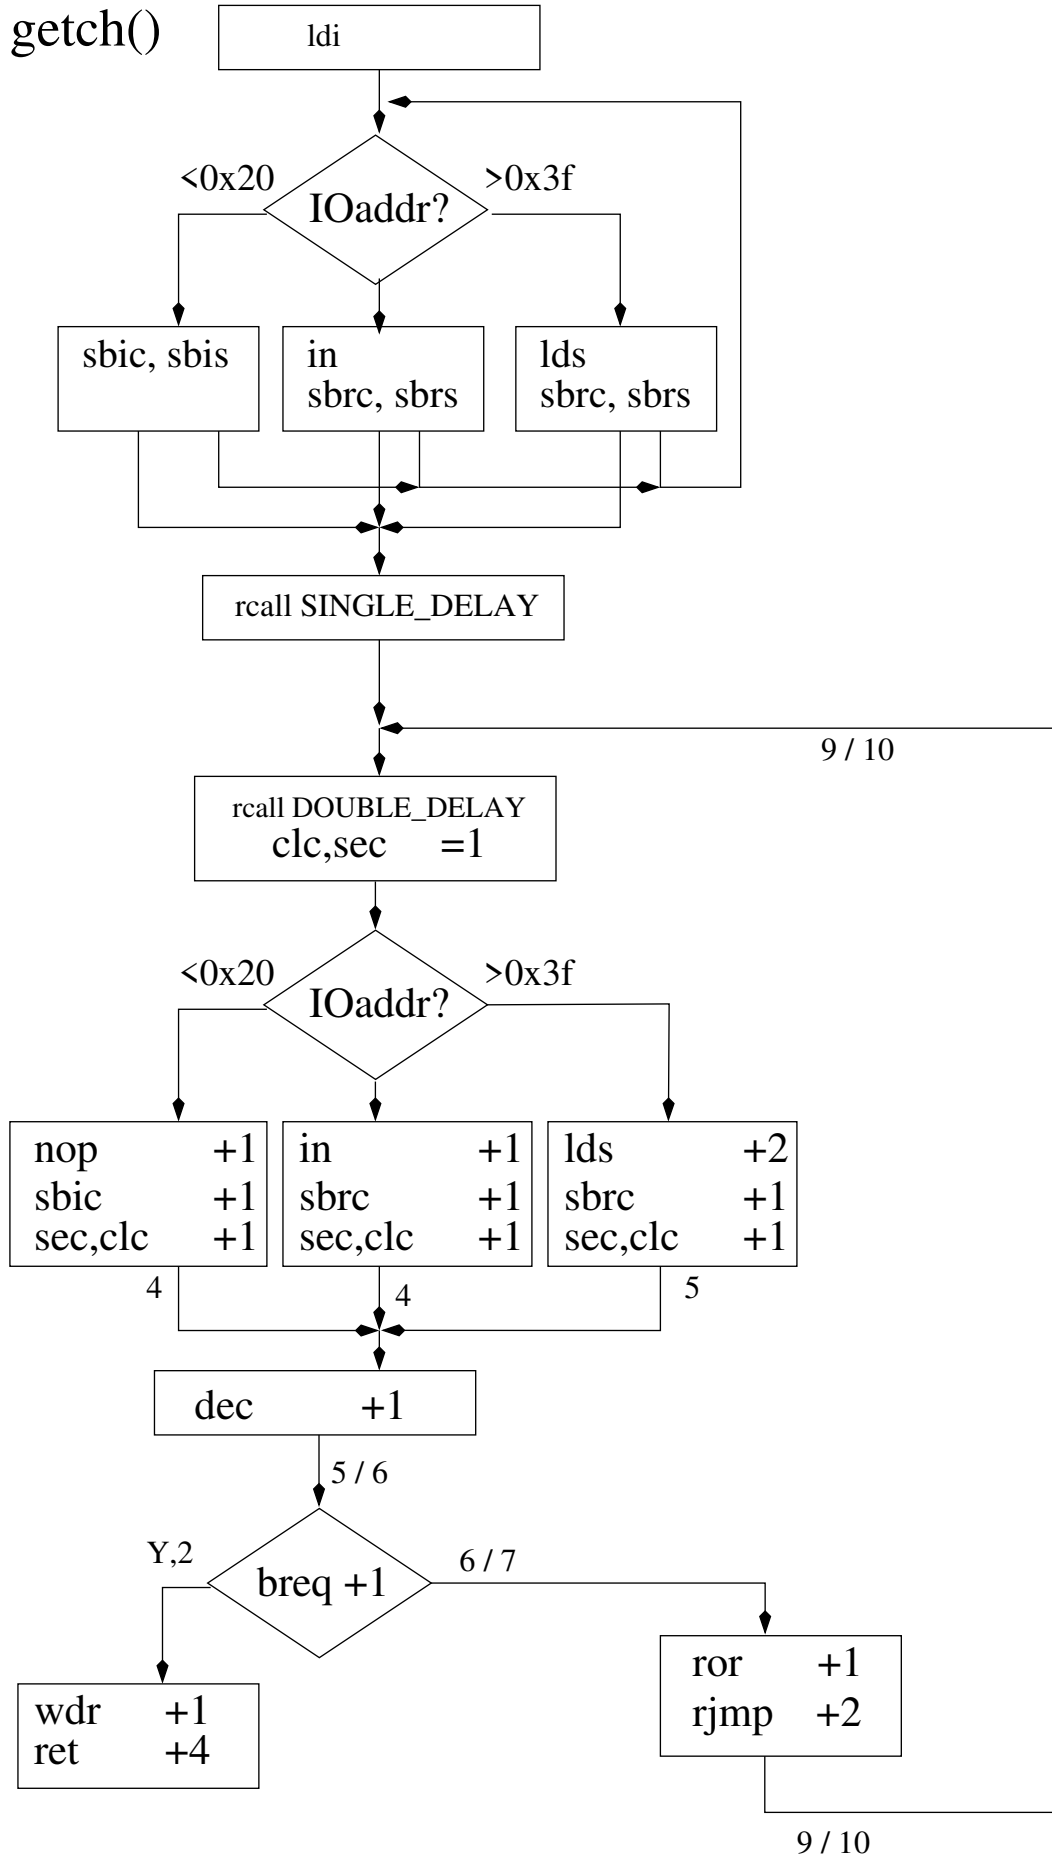 getch()
ldi
<0x20
>0x3f
IOaddr?
sbic, sbis
in
sbrc, sbrs
lds
sbrc, sbrs
rcall SINGLE_DELAY
9 / 10
rcall DOUBLE_DELAY
clc,sec =1
<0x20
>0x3f
IOaddr?
nop +1
sbic +1
sec,clc +1
in +1
sbrc +1
sec,clc +1
lds +2
sbrc +1
sec,clc +1
4
4
5
dec +1
5 / 6
Y,2
6 / 7
breq +1
wdr +1
ret +4
ror +1
rjmp +2
9 / 10